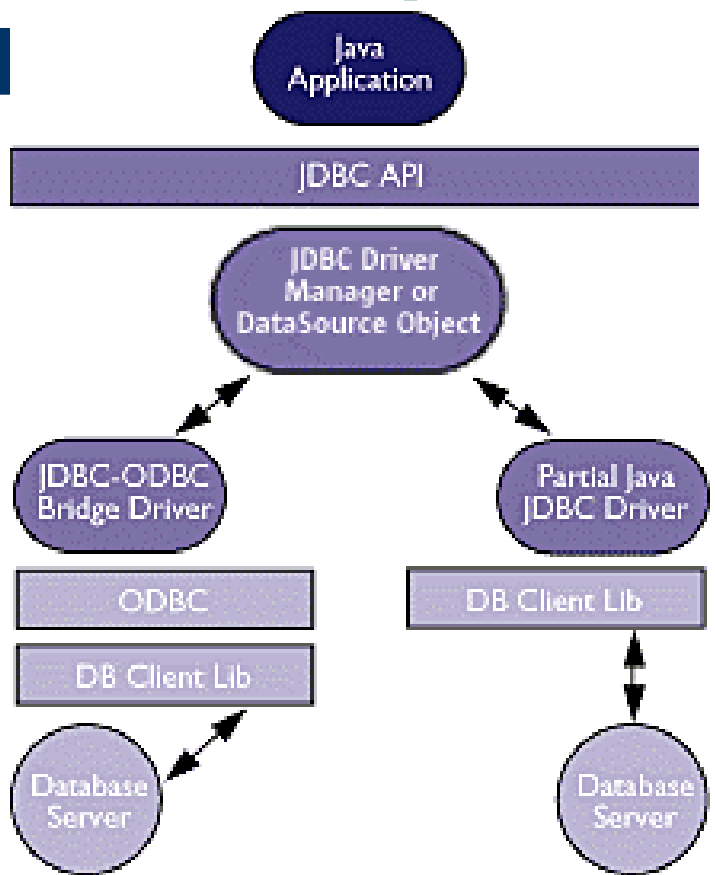 Java
Application
JDBC API
JDBC Driver
Manager or
DataSource Object
JDBC-ODBC
Bridge Driver
Partial Java
JDBC Driver
ODBC
DB Client Lib
DB Client Lib
Database
Server
Database
Server